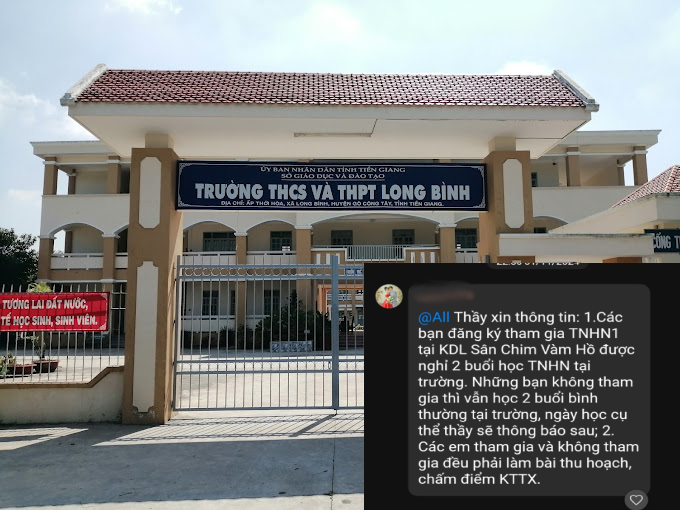 ỦY BAN NHÂN DÂN TỈNH TIỀN GIANG
SỞ GIÁO DỤC VÀ ĐÀO TẠO
TRƯỜNG THCS VÀ THPT LONG BÌNH
ĐỊA CHỈ: ẤP THỚI HÒA, XÃ LONG BÌNH, HUYỆN GÒ CÔNG TÂY, TỈNH TIỀN GIANG.
CỔNG
TƯƠNG LAI ĐẤT NƯỚC,
TẾ HỌC SINH, SINH VIÊN.
@All Thầy xin thông tin: 1.Các
bạn đăng ký tham gia TNHN1
tại KDL Sân Chim Vàm Hồ được
nghỉ 2 buổi học TNHN tại
trường. Những bạn không tham
gia thì vẫn học 2 buổi bình
thường tại trường, ngày học cụ
thể thầy sẽ thông báo sau; 2.
Các em tham gia và không tham
gia đều phải làm bài thu hoạch,
chấm điểm KTTX.